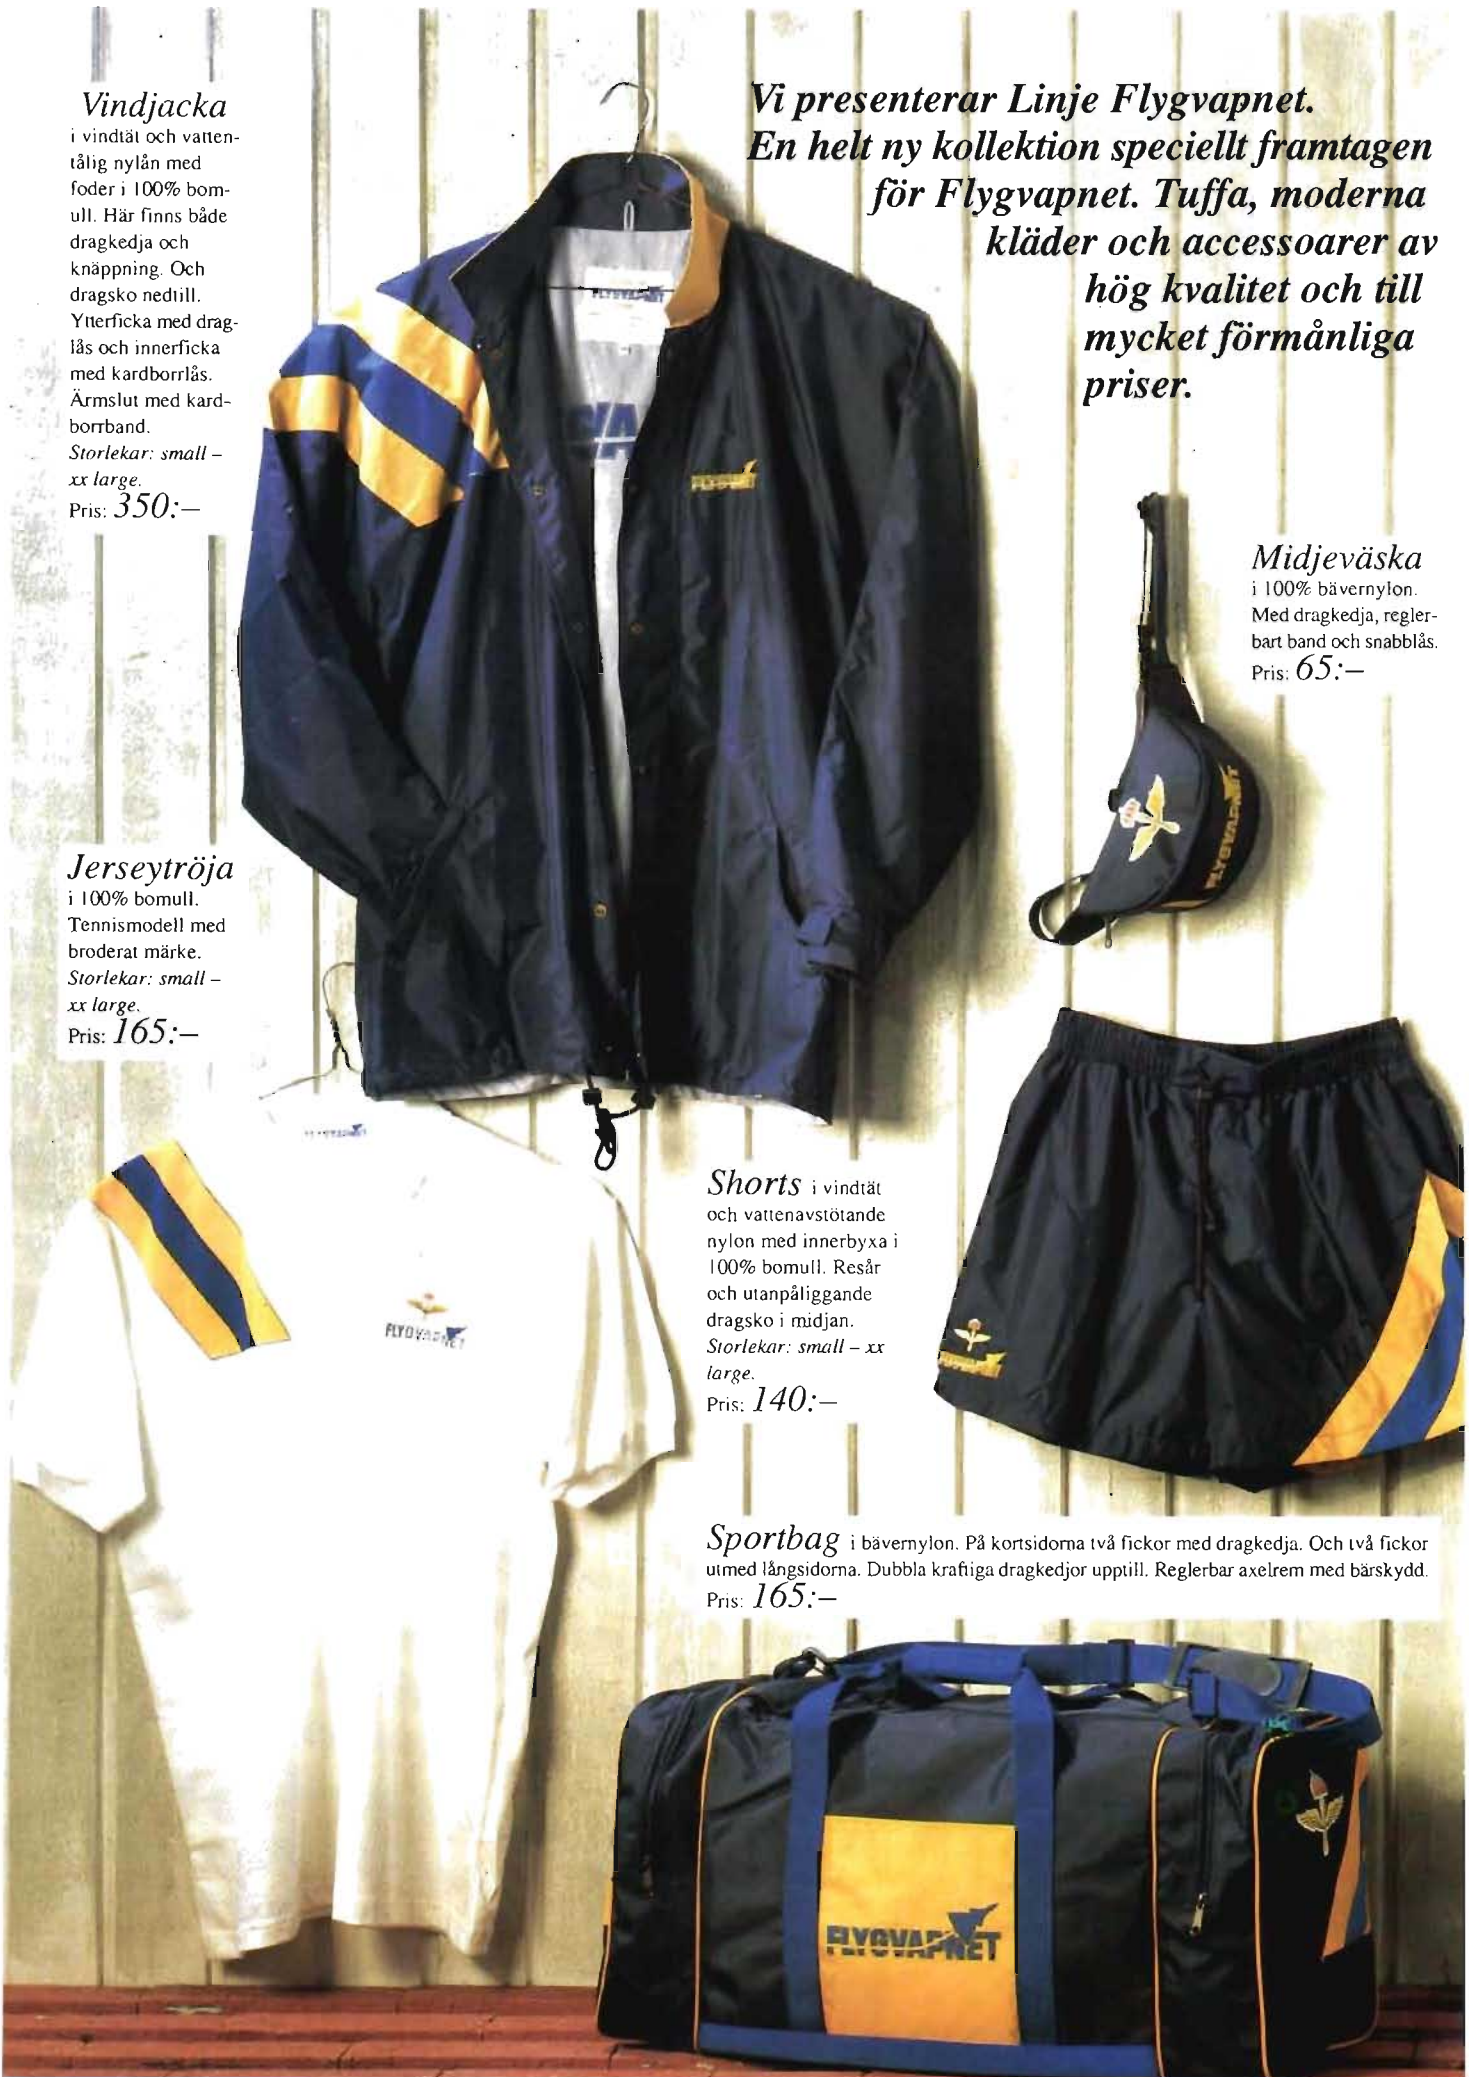 Vindjacka
i vindtät och vatten-
tålig nylån med
foder i 100% bom-
ull. Här finns både
dragkedja och
knäppning. Och
dragsko nedtill.
Ytterficka med drag-
lås och innerficka
med kardborrlås.
Ärmslut med kard-
borrband.
Storlekar: small –
xx large.
Pris: 350:–
Vi presenterar Linje Flygvapnet.
En helt ny kollektion speciellt framtagen
för Flygvapnet. Tuffa, moderna
kläder och accessoarer av
hög kvalitet och till
mycket förmånliga
priser.
FLYGVAPNET
FLYGVAPNET
Midjeväska
i 100% bävernylon.
Med dragkedja, regler-
bart band och snabblås.
Pris: 65:–
FLYGVAPNET
Jerseytröja
i 100% bomull.
Tennismodell med
broderat märke.
Storlekar: small –
xx large.
Pris: 165:–
FLYGVAPNET
Shorts i vindtät
och vattenavstötande
nylon med innerbyxa i
100% bomull. Resår
och utanpåliggande
dragsko i midjan.
Storlekar: small – xx
large.
Pris: 140:–
FLYGVAPNET
Sportbag i bävernylon. På kortsidorna två fickor med dragkedja. Och två fickor
utmed långsidorna. Dubbla kraftiga dragkedjor upptill. Reglerbar axelrem med bärskydd.
Pris: 165:–
FLYGVAPNET